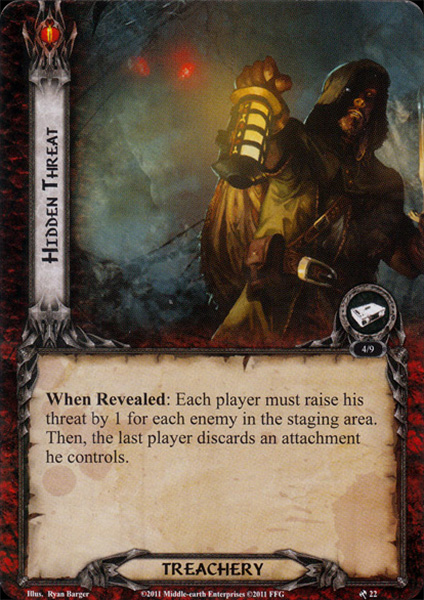 HIDDEN THREAT
4/9
When Revealed: Each player must raise his
threat by 1 for each enemy in the staging area.
Then, the last player discards an attachment
he controls.
TREACHERY
Illus. Ryan Barger
©2011 Middle-earth Enterprises ©2011 FFG
22